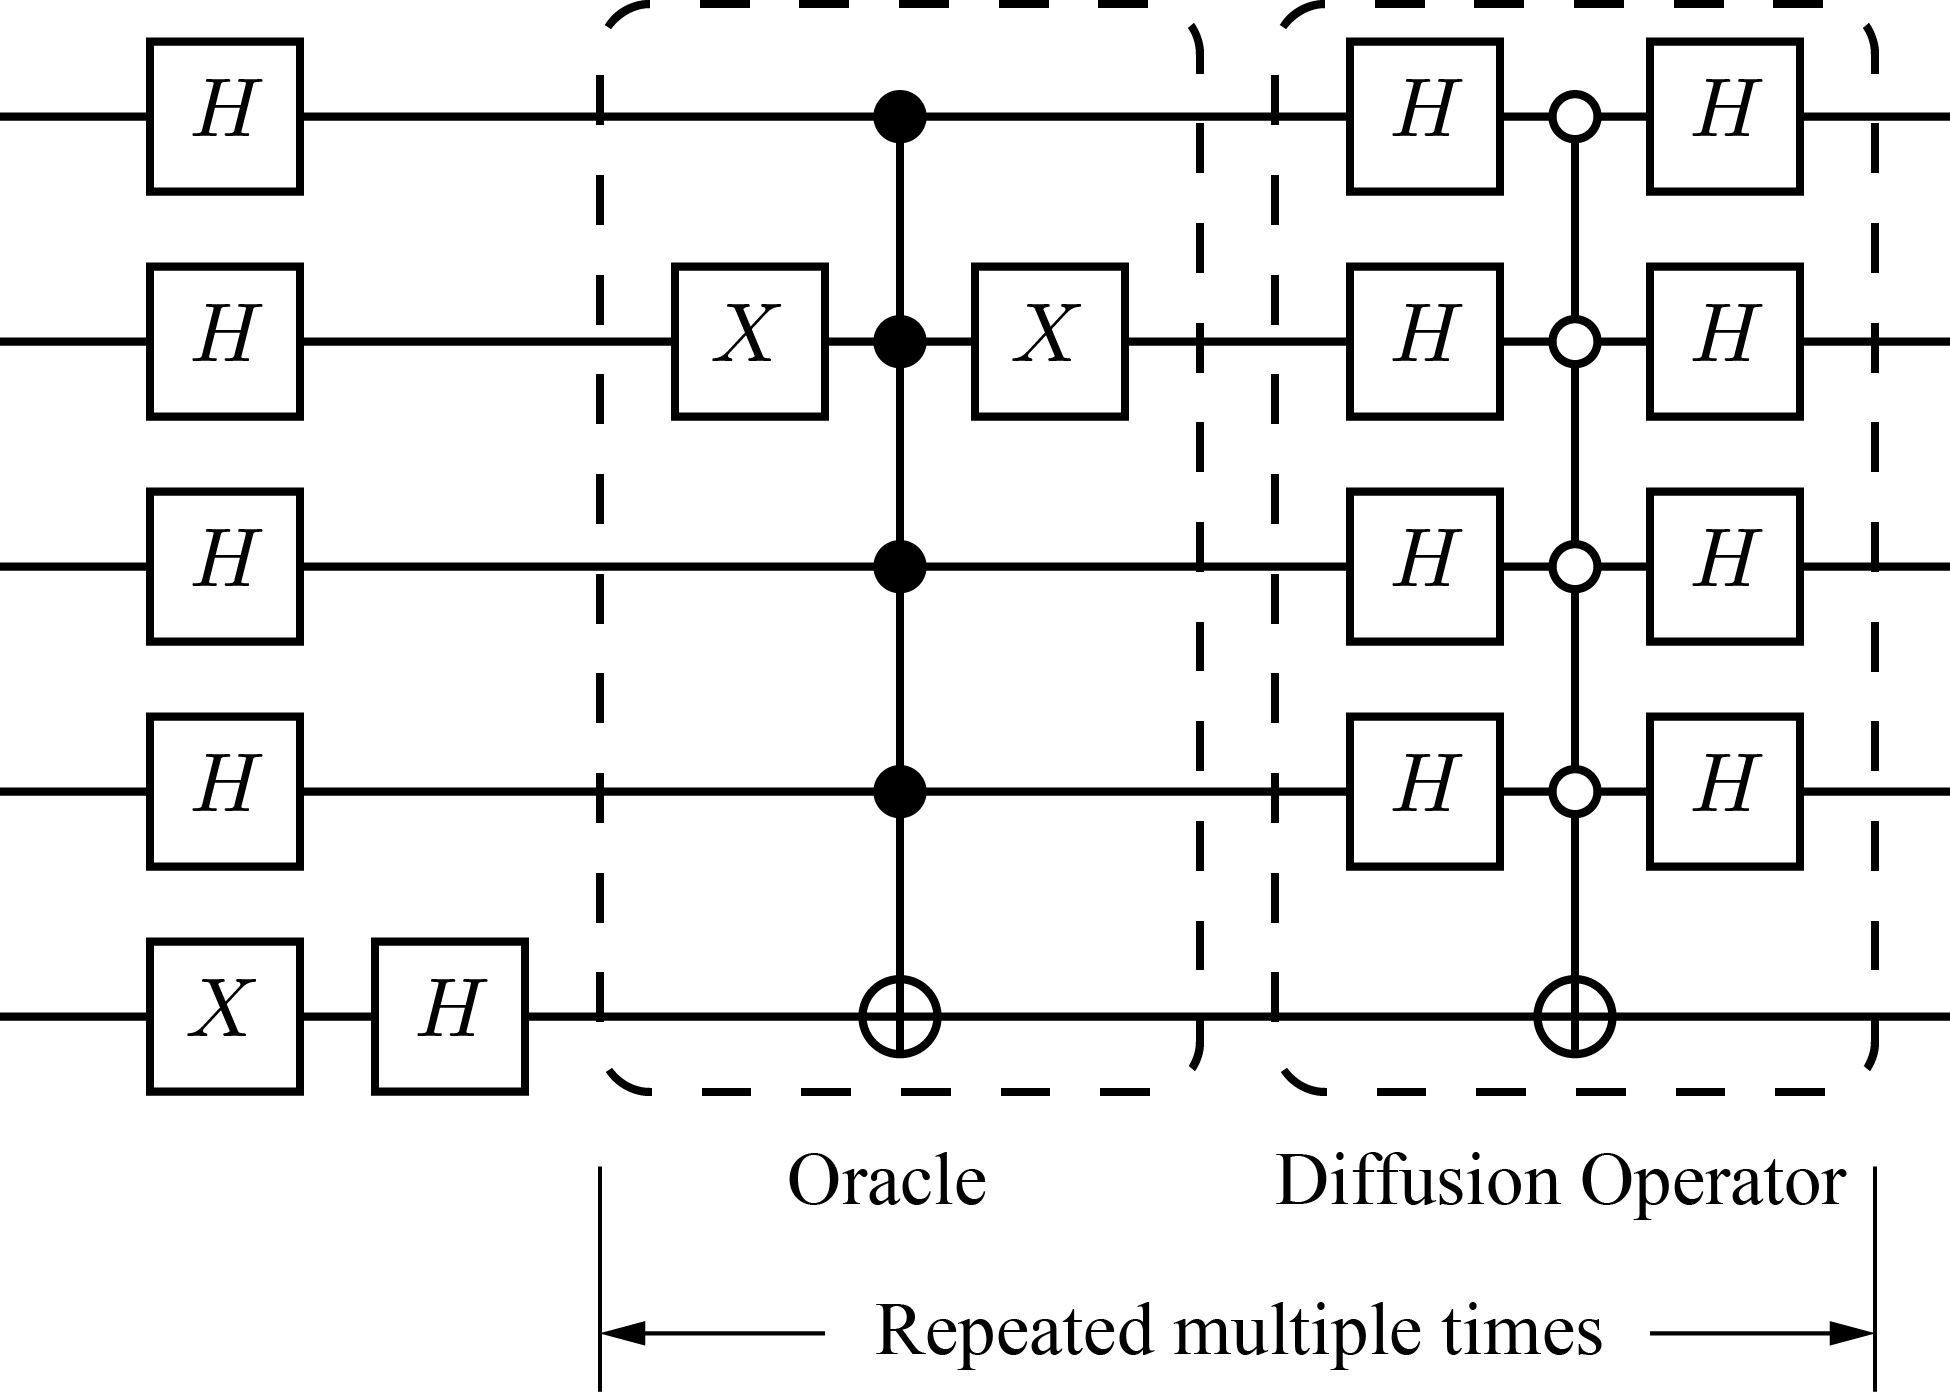 H H H
H X X H H
H H H
H H H
X H
Oracle Diffusion Operator
Repeated multiple times